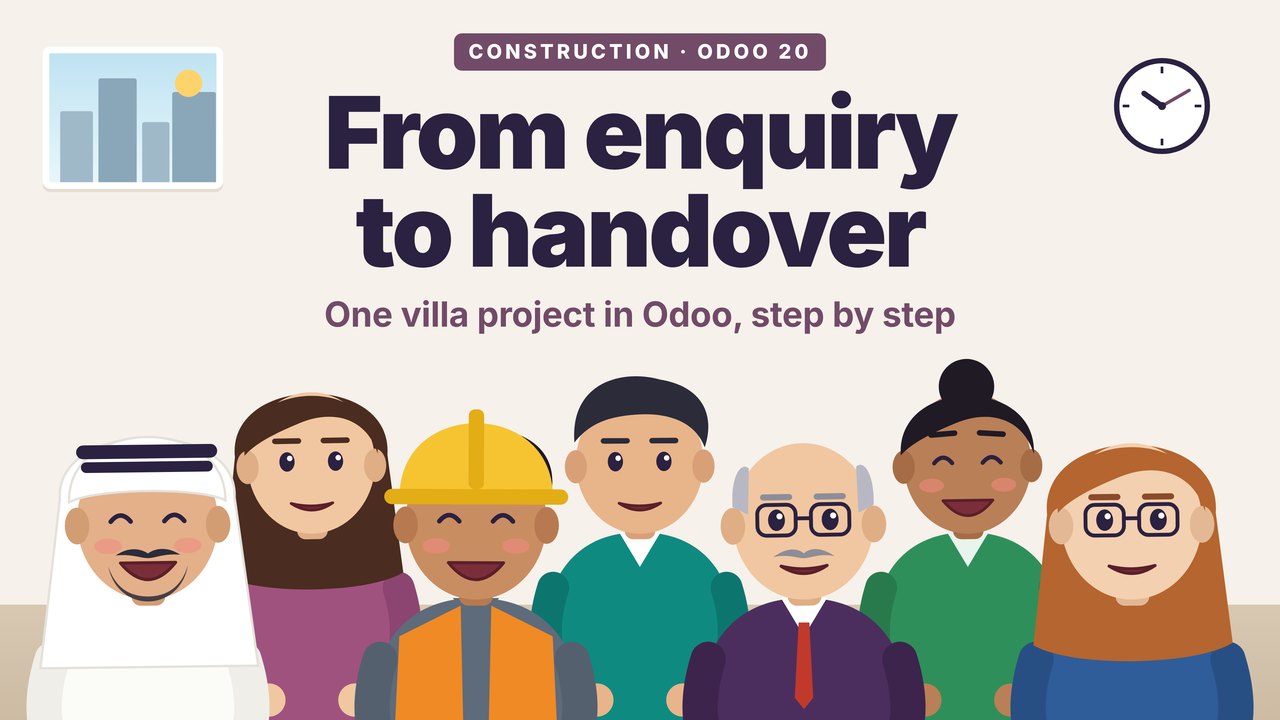 CONSTRUCTION · ODOO 20
From enquiry
to handover
One villa project in Odoo, step by step